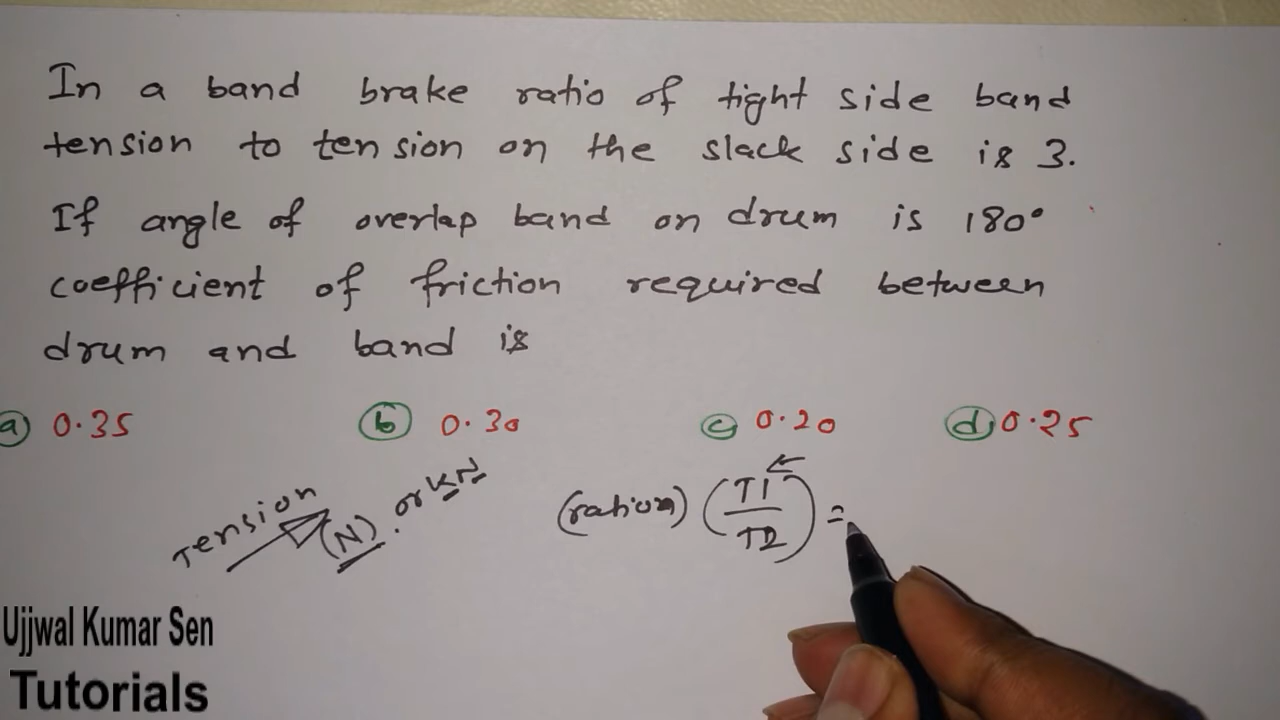 In a band brake ratio of tight side band
tension to tension on the slack side is 3.
If angle of overlap band on drum is 180°
coefficient of friction required between
drum and band is
a) 0.35 b) 0.30 c) 0.20 d) 0.25
Tension (N). or KN
(ration) (T1/T2) =
Ujjwal Kumar Sen
Tutorials